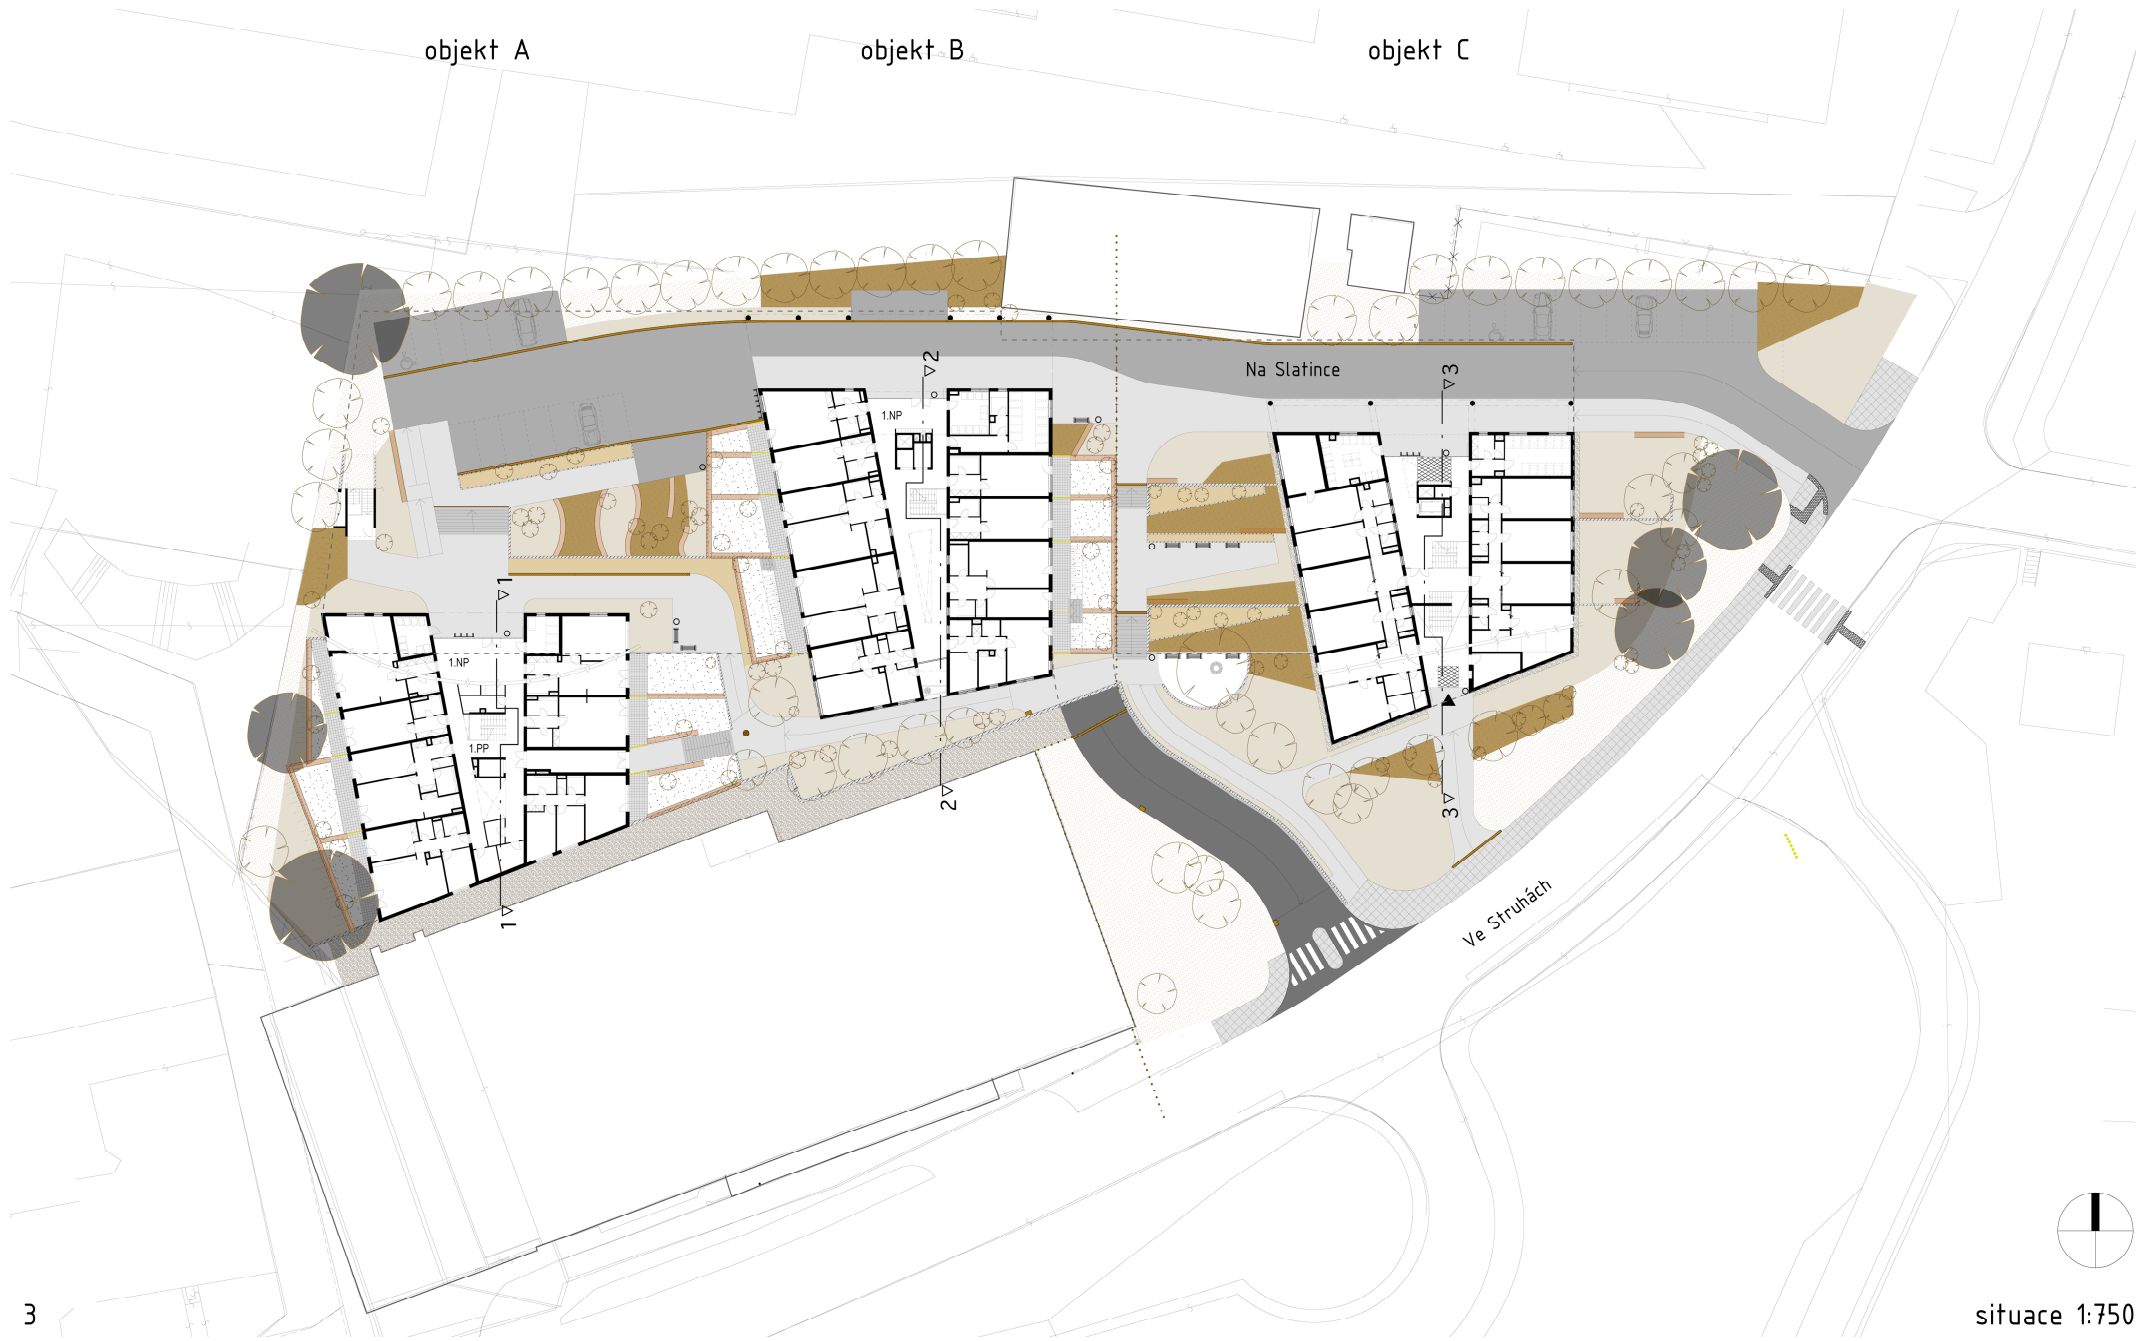 objekt A
objekt B
objekt C
2
Na Slatince
3
1.NP
1
1.NP
1.PP
2
3
1
Ve Struhách
3
situace 1:750